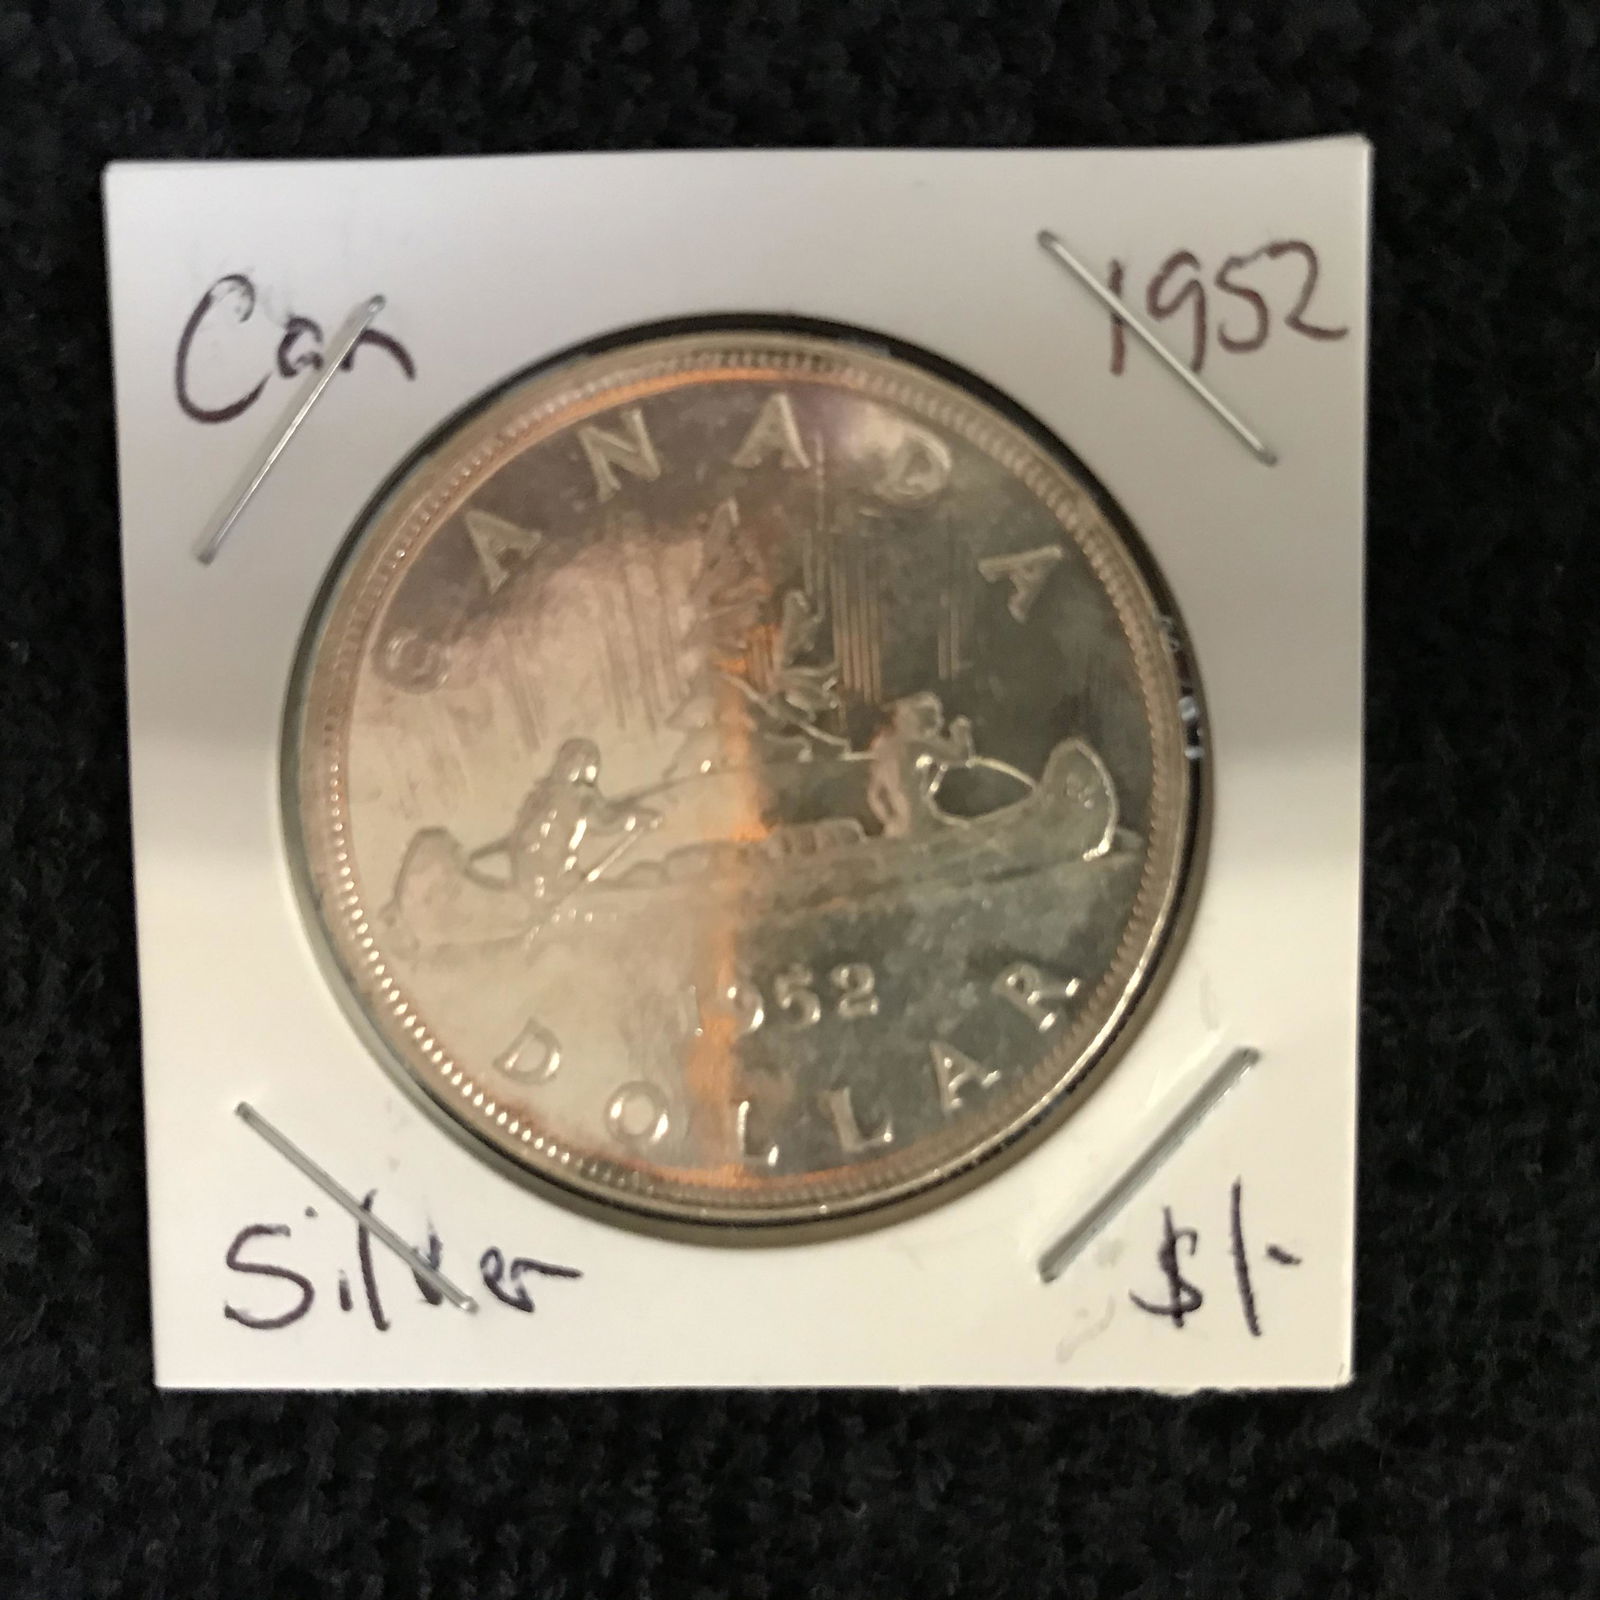 Can 1952
CANADA
1952
DOLLAR
Silver $1.